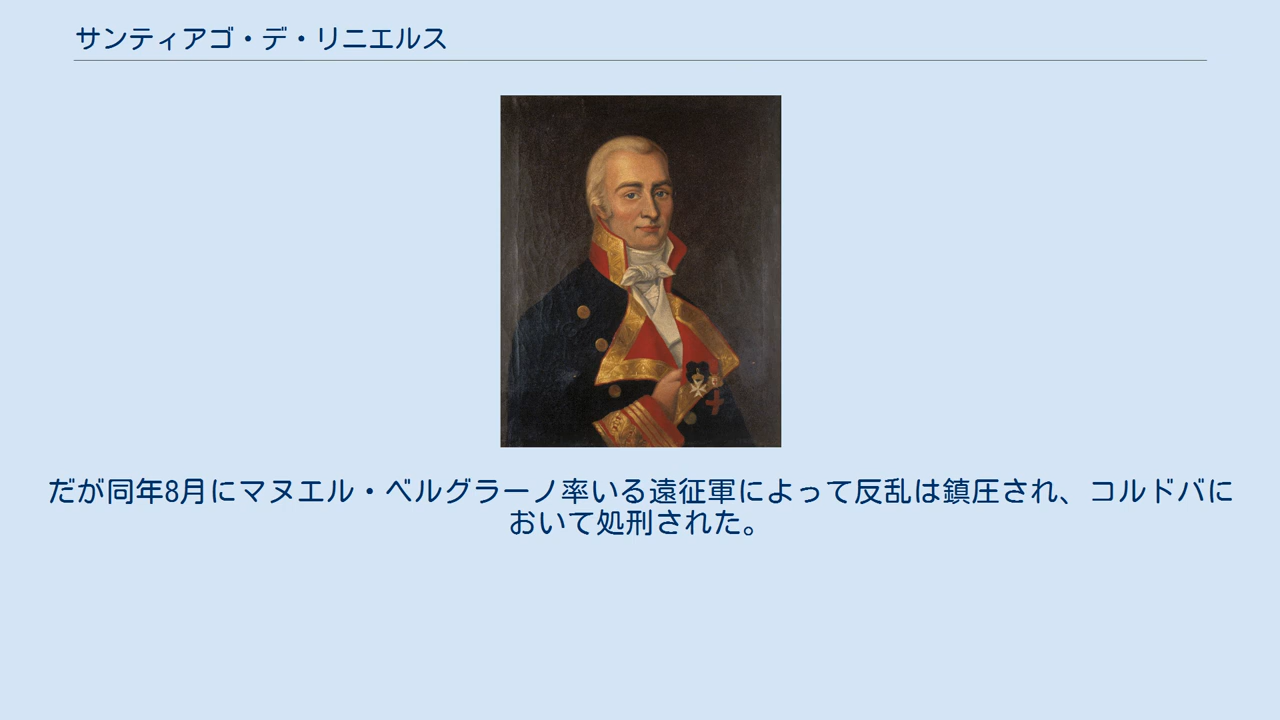 サンティアゴ・デ・リニエルス
だが同年8月にマヌエル・ベルグラーノ率いる遠征軍によって反乱は鎮圧され、コルドバに
おいて処刑された。